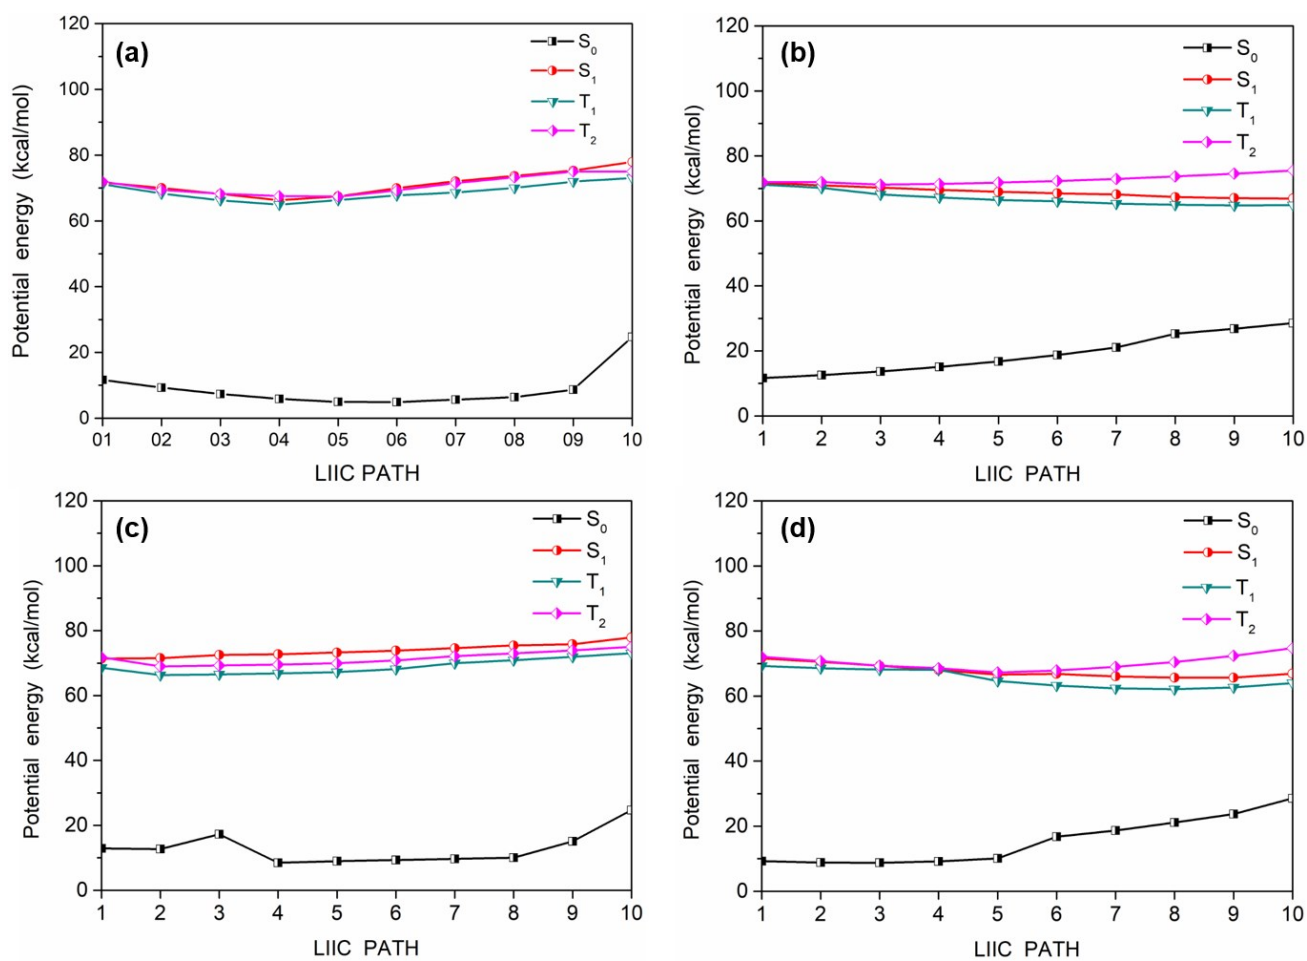 (a)
S0
S1
T1
T2
120
100
80
60
40
20
0
Potential energy (kcal/mol)
01 02 03 04 05 06 07 08 09 10
LIIC PATH
(b)
S0
S1
T1
T2
120
100
80
60
40
20
0
Potential energy (kcal/mol)
1 2 3 4 5 6 7 8 9 10
LIIC PATH
(c)
S0
S1
T1
T2
120
100
80
60
40
20
0
Potential energy (kcal/mol)
1 2 3 4 5 6 7 8 9 10
LIIC PATH
(d)
S0
S1
T1
T2
120
100
80
60
40
20
0
Potential energy (kcal/mol)
1 2 3 4 5 6 7 8 9 10
LIIC PATH